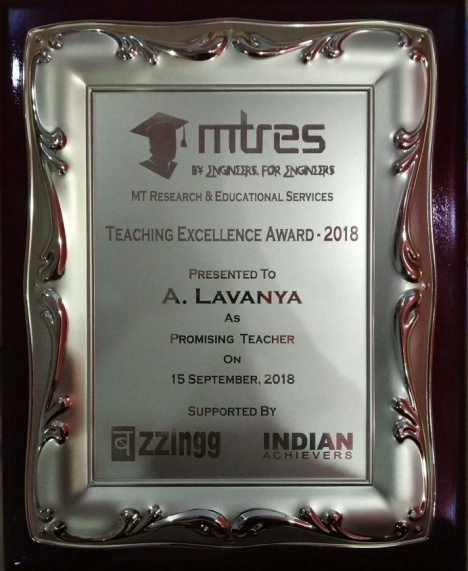 mtres
BY ENGINEERS, FOR ENGINEERS
MT RESEARCH & EDUCATIONAL SERVICES
TEACHING EXCELLENCE AWARD - 2018
PRESENTED TO
A. LAVANYA
AS
PROMISING TEACHER
ON
15 SEPTEMBER, 2018
SUPPORTED BY
बzzingg
INDIAN
ACHIEVERS